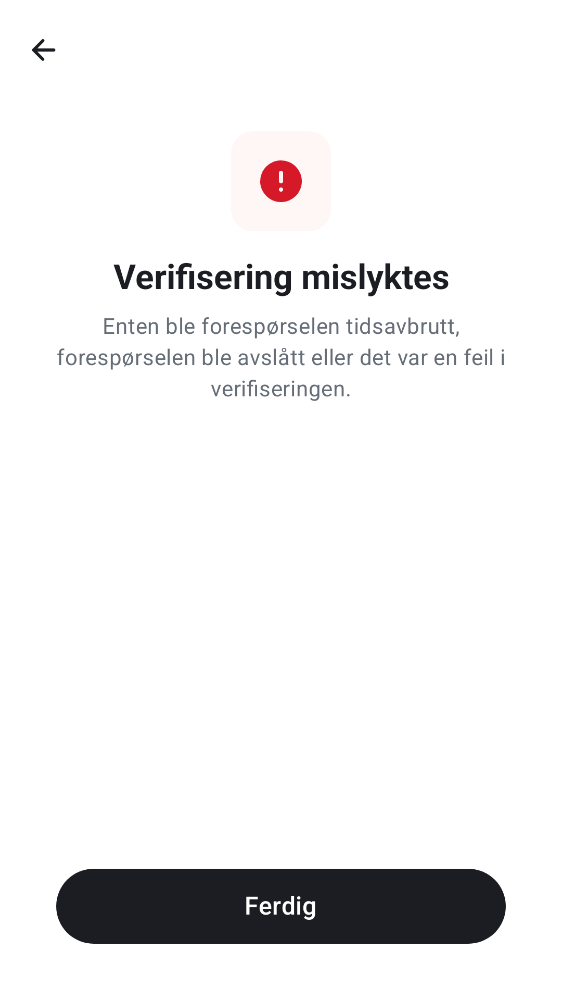 Verifisering mislyktes
Enten ble forespørselen tidsavbrutt,
forespørselen ble avslått eller det var en feil i
verifiseringen.
Ferdig